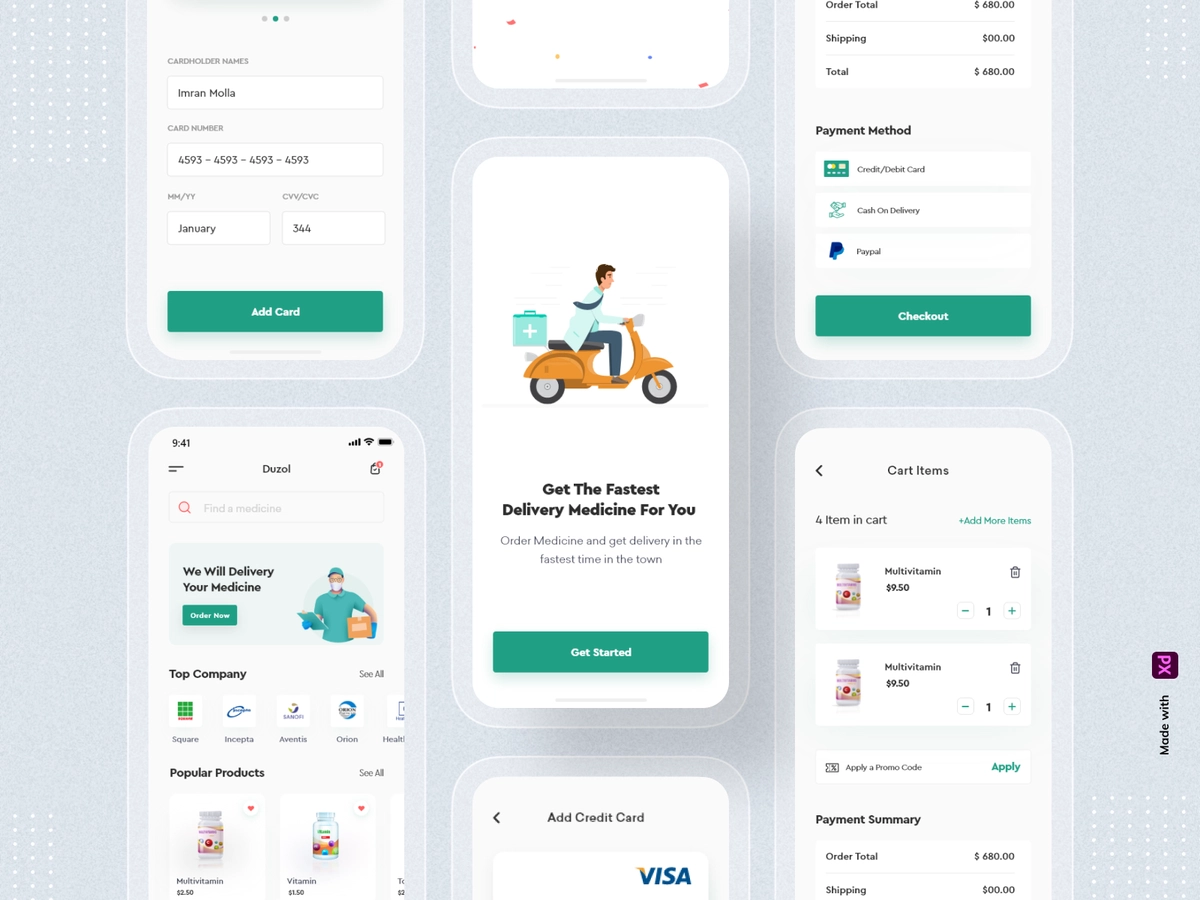 CARDHOLDER NAMES
Imran Molla
CARD NUMBER
4593 - 4593 - 4593 - 4593
MM/YY CVV/CVC
January 344
Add Card
9:41
Duzol
Find a medicine
We Will Delivery
Your Medicine
Order Now
Top Company See All
SANOFI
ORION
Square Incepta Aventis Orion Healt
Popular Products See All
Multivitamin Vitamin To
$2.50 $1.50 $2
Get The Fastest
Delivery Medicine For You
Order Medicine and get delivery in the
fastest time in the town
Get Started
Add Credit Card
VISA
Order Total $ 680.00
Shipping $00.00
Total $ 680.00
Payment Method
Credit/Debit Card
Cash On Delivery
Paypal
Checkout
Cart Items
4 Item in cart +Add More Items
Multivitamin
$9.50
1
Multivitamin
$9.50
1
Apply a Promo Code Apply
Payment Summary
Order Total $ 680.00
Shipping $00.00
Made with PX